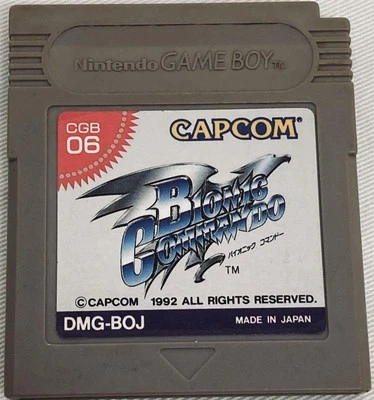 Nintendo GAME BOY TM
CGB
06
CAPCOM®
BIONIC
COMMANDO
バイオニック コマンドー
TM
©CAPCOM 1992 ALL RIGHTS RESERVED.
DMG-BOJ
MADE IN JAPAN